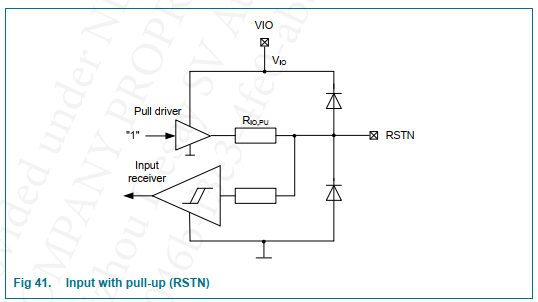 VIO
VIO
Pull driver
RIO,PU
"1"
RSTN
Input
receiver
Fig 41. Input with pull-up (RSTN)